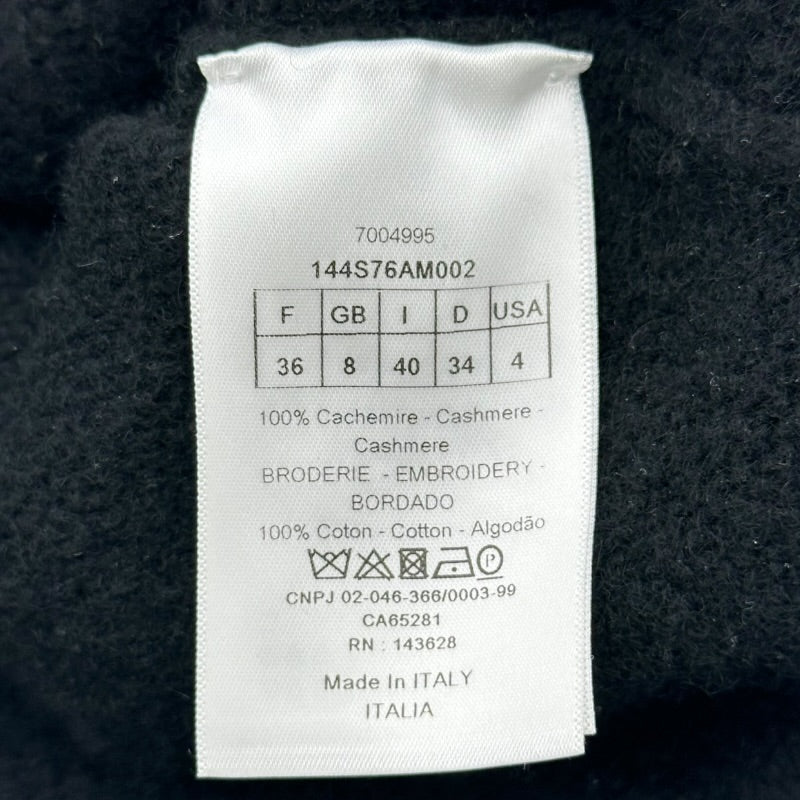 7004995
144S76AM002
F GB I D USA
36 8 40 34 4
100% Cachemire - Cashmere -
Cashmere
BRODERIE - EMBROIDERY -
BORDADO
100% Coton - Cotton - Algodão
P
CNPJ 02-046-366/0003-99
CA65281
RN : 143628
Made In ITALY
ITALIA